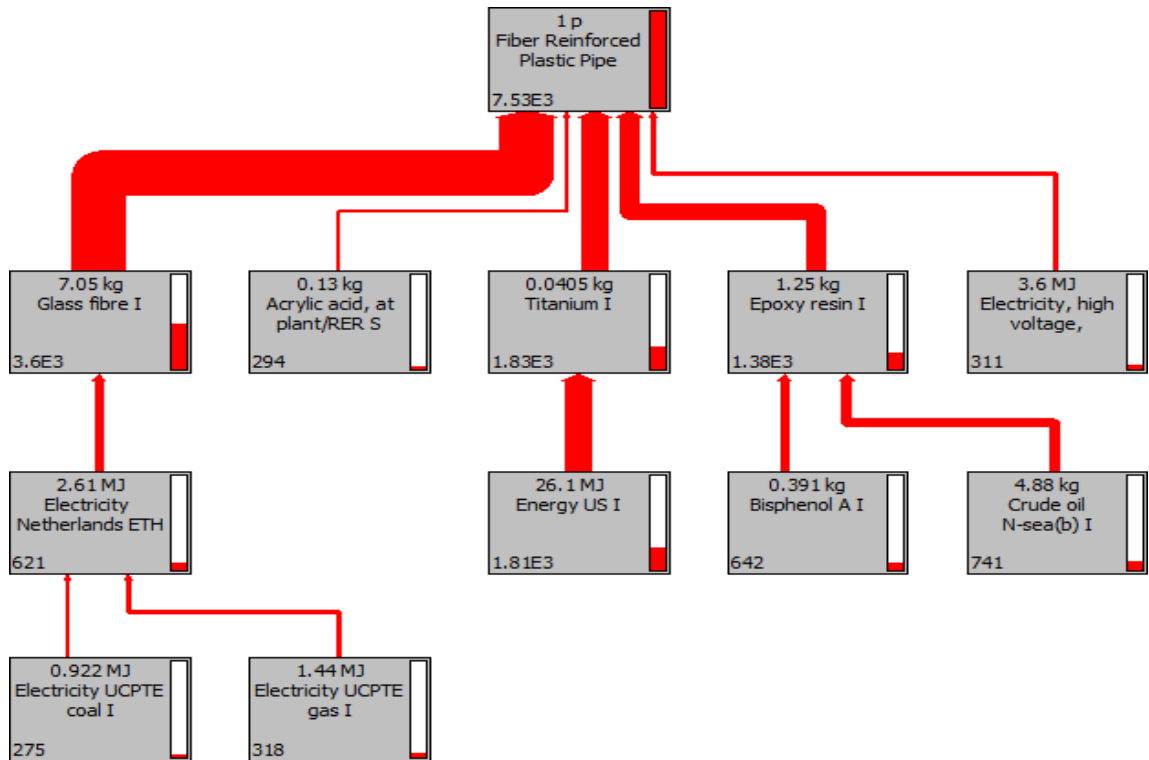 1 p
Fiber Reinforced
Plastic Pipe
7.53E3
7.05 kg
Glass fibre I
3.6E3
0.13 kg
Acrylic acid, at
plant/RER S
294
0.0405 kg
Titanium I
1.83E3
1.25 kg
Epoxy resin I
1.38E3
3.6 MJ
Electricity, high
voltage,
311
2.61 MJ
Electricity
Netherlands ETH
621
26.1 MJ
Energy US I
1.81E3
0.391 kg
Bisphenol A I
642
4.88 kg
Crude oil
N-sea(b) I
741
0.922 MJ
Electricity UCPTE
coal I
275
1.44 MJ
Electricity UCPTE
gas I
318